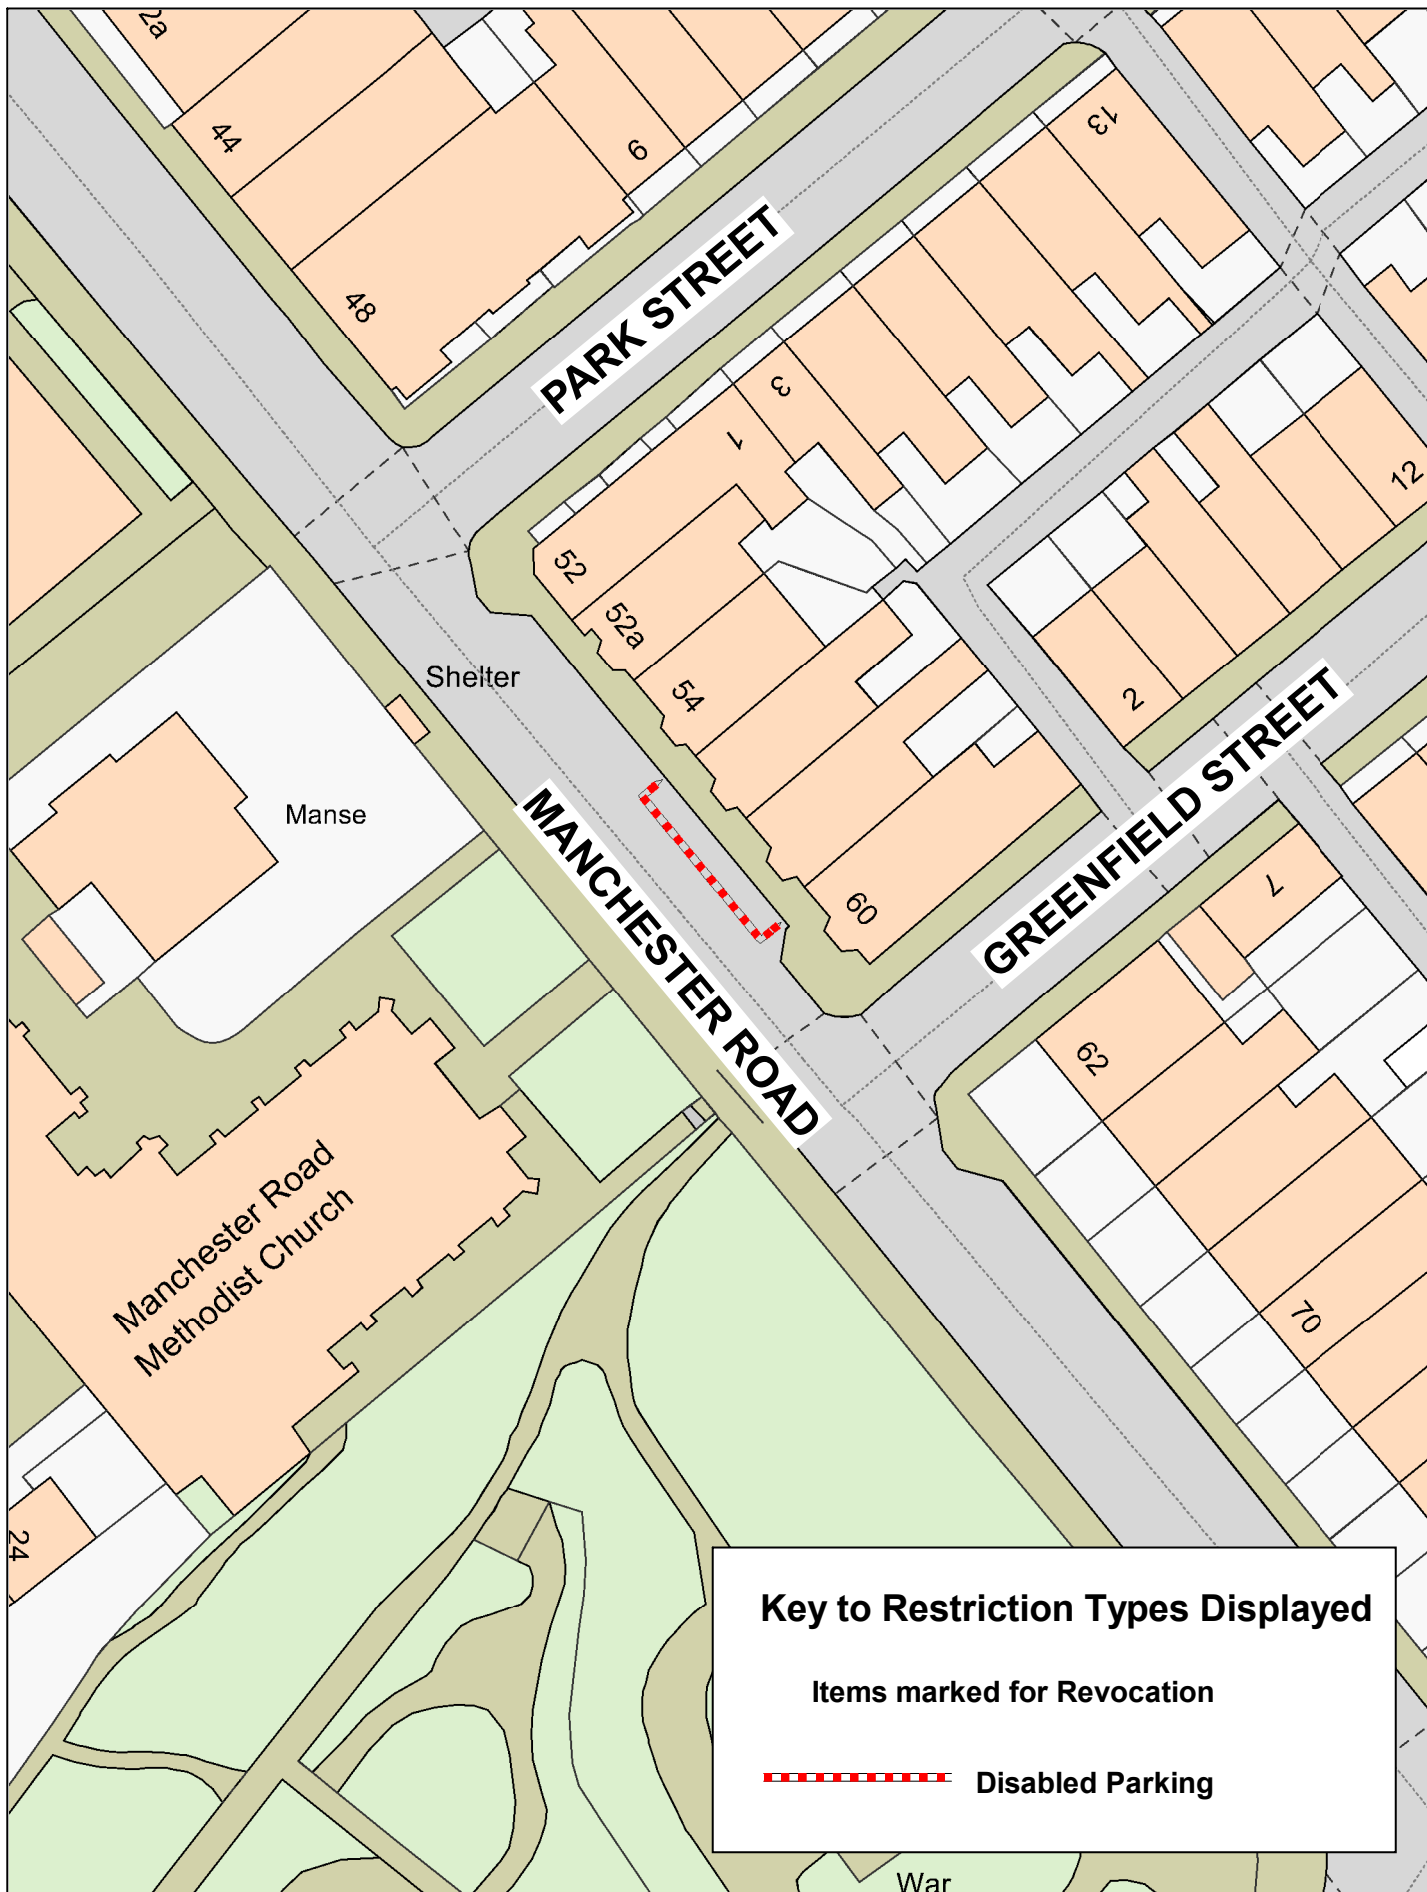 2a
44
9
13
48
PARK STREET
3
1
12
52
52a
Shelter
54
2
GREENFIELD STREET
Manse
MANCHESTER ROAD
60
7
62
Manchester Road
Methodist Church
70
24
Key to Restriction Types Displayed
Items marked for Revocation
Disabled Parking
War